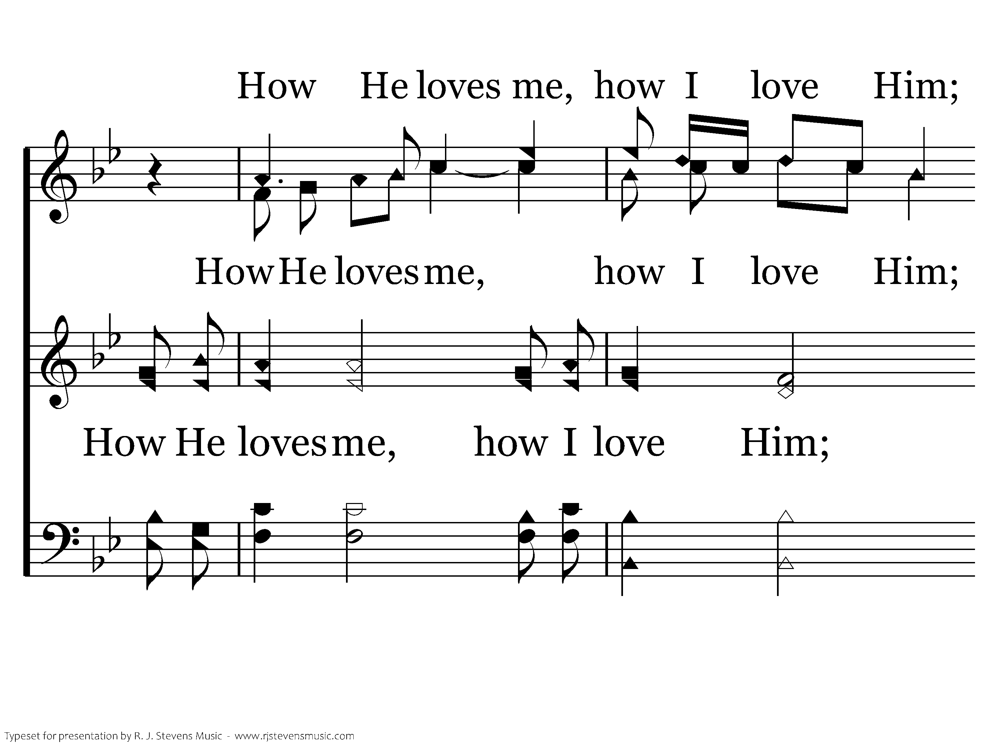 How He loves me, how I love Him;
How He loves me, how I love Him;
How He loves me, how I love Him;
Typeset for presentation by R. J. Stevens Music - www.rjstevensmusic.com